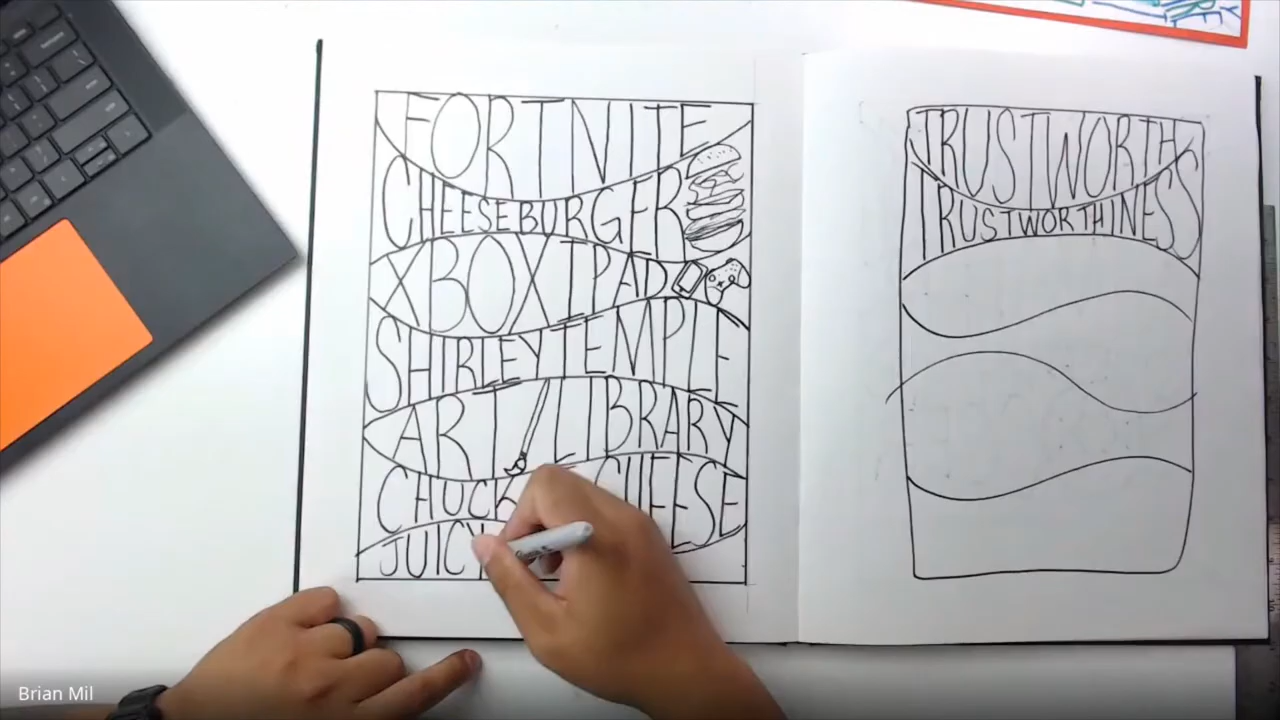 FORTNITE
CHEESEBURGER
XBOX IPAD
SHIRLEY TEMPLE
ART LIBRARY
CHUCK CHEESE
JUICY
TRUSTWORTH
TRUSTWORTHINESS
Brian Mil